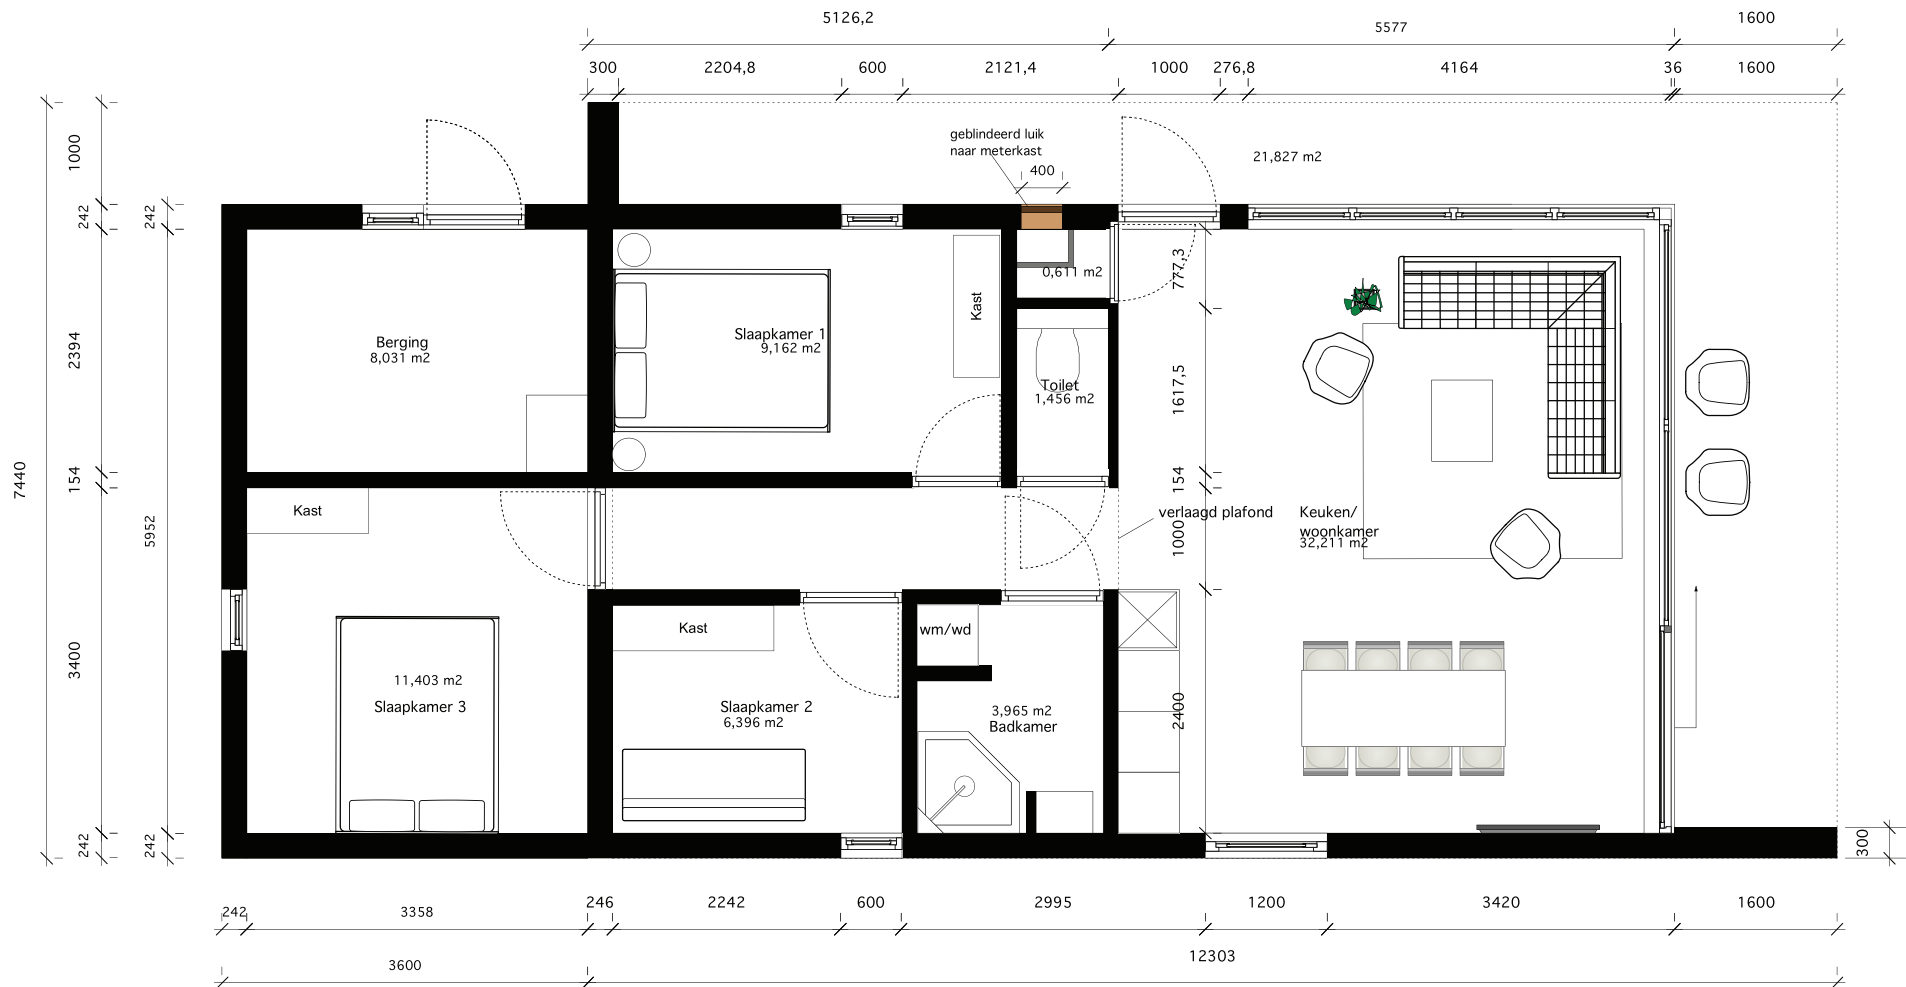 5126,2
5577
1600
300
2204,8
600
2121,4
1000
276,8
4164
36
1600
geblindeerd luik
naar meterkast
400
21,827 m2
1000
242
242
2394
7440
154
5952
3400
242
242
Berging
8,031 m2
Slaapkamer 1
9,162 m2
Kast
0,611 m2
777,3
Toilet
1,456 m2
1617,5
154
Kast
verlaagd plafond
1000
Keuken/
woonkamer
32,211 m2
Kast
wm/wd
11,403 m2
Slaapkamer 3
Slaapkamer 2
6,396 m2
3,965 m2
Badkamer
2400
300
242
3358
246
2242
600
2995
1200
3420
1600
3600
12303